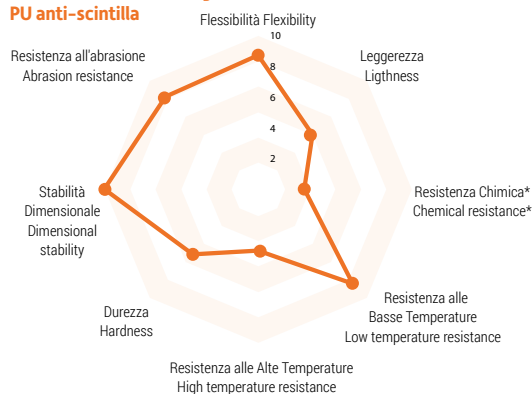 PU anti-scintilla
Flessibilità Flexibility
10
8
6
4
2
Leggerezza
Ligthness
Resistenza Chimica*
Chemical resistance*
Resistenza alle
Basse Temperature
Low temperature resistance
Resistenza alle Alte Temperature
High temperature resistance
Durezza
Hardness
Stabilità
Dimensionale
Dimensional
stability
Resistenza all'abrasione
Abrasion resistance